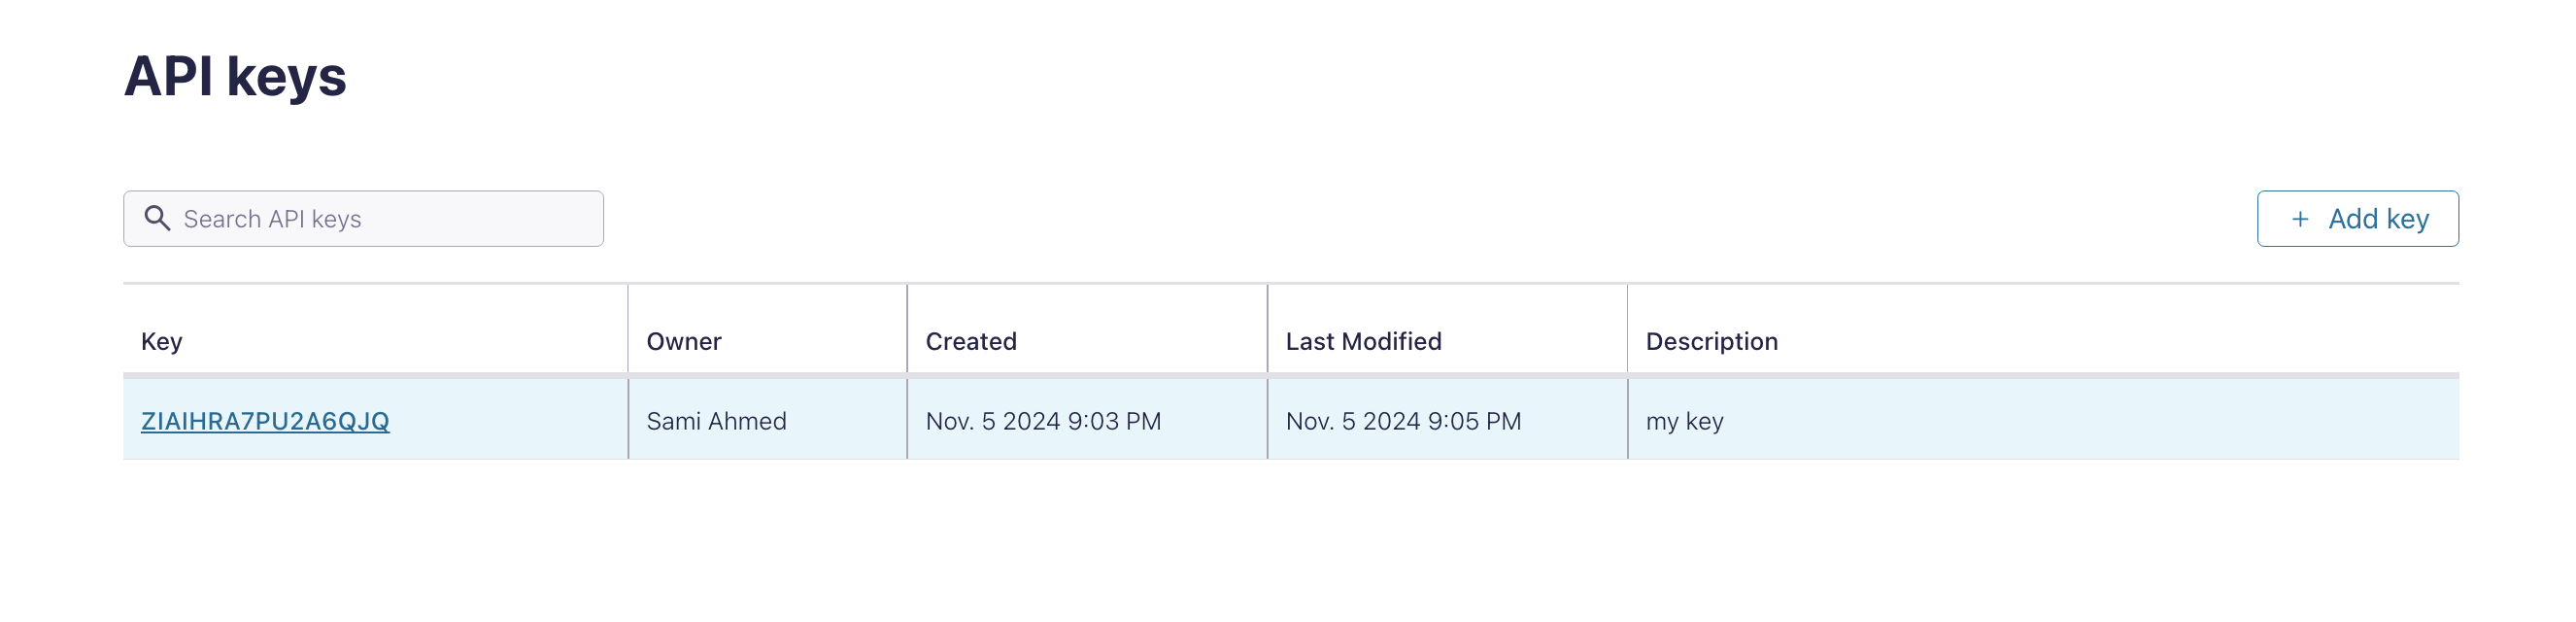 API keys
Search API keys
+ Add key
Key Owner Created Last Modified Description
ZIAIHRA7PU2A6QJQ Sami Ahmed Nov. 5 2024 9:03 PM Nov. 5 2024 9:05 PM my key